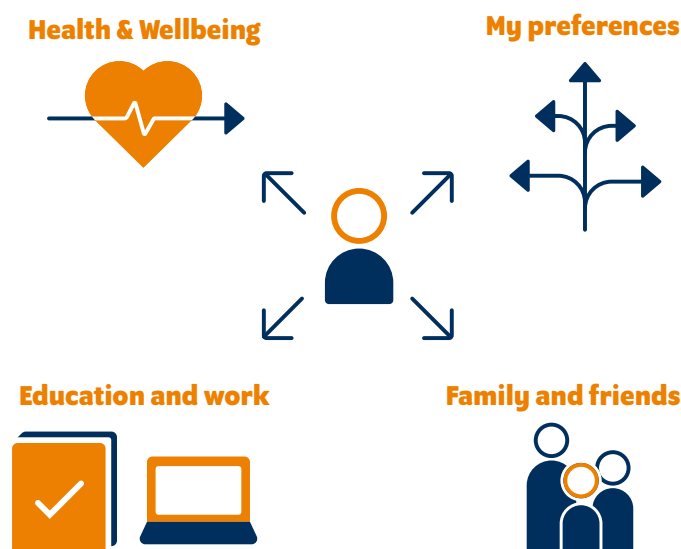 Health & Wellbeing
My preferences
Education and work
Family and friends